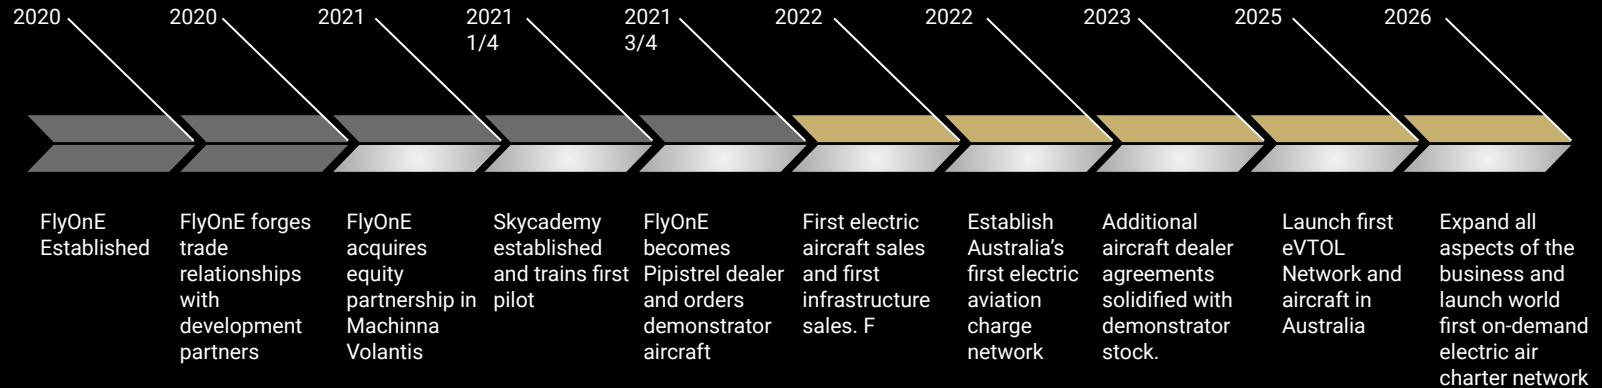 2020
2020
2021
2021
1/4
2021
3/4
2022
2022
2023
2025
2026
FlyOnE
Established
FlyOnE forges
trade
relationships
with
development
partners
FlyOnE
acquires
equity
partnership in
Machinna
Volantis
Skycademy
established
and trains first
pilot
FlyOnE
becomes
Pipistrel dealer
and orders
demonstrator
aircraft
First electric
aircraft sales
and first
infrastructure
sales. F
Establish
Australia’s
first electric
aviation
charge
network
Additional
aircraft dealer
agreements
solidified with
demonstrator
stock.
Launch first
eVTOL
Network and
aircraft in
Australia
Expand all
aspects of the
business and
launch world
first on-demand
electric air
charter network